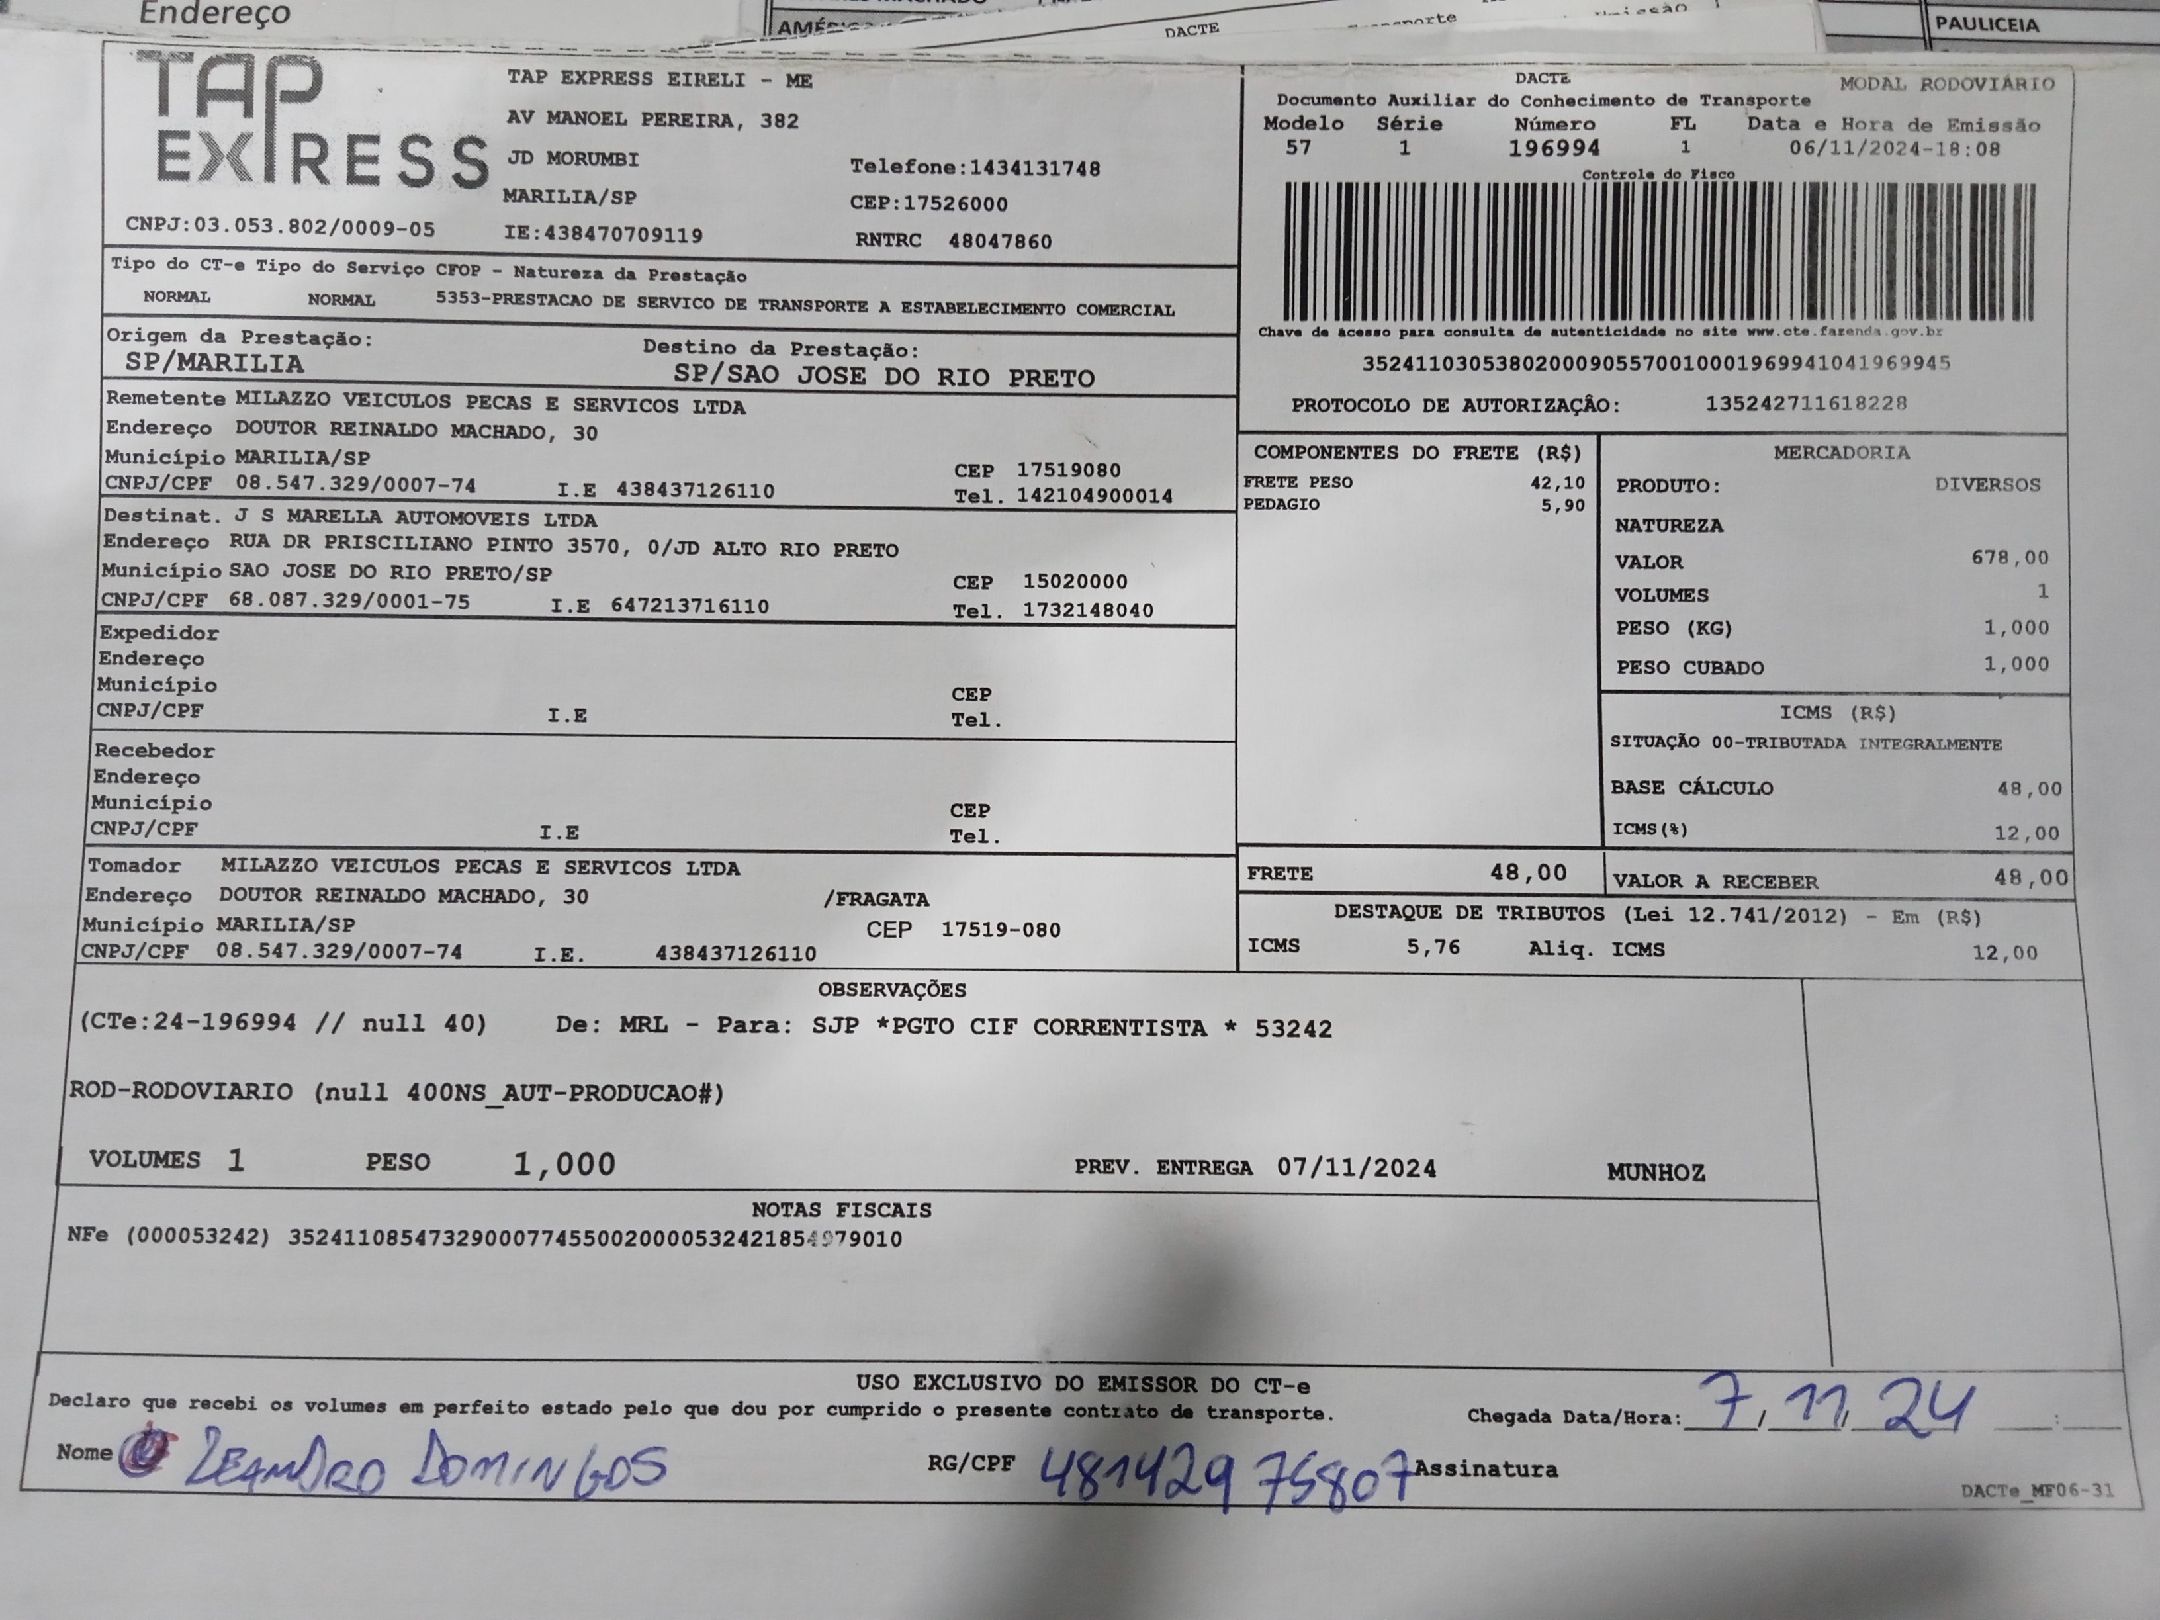 Endereço
DACTE
PAULICEIA
TAP EXPRESS
TAP EXPRESS EIRELI - ME
AV MANOEL PEREIRA, 382
JD MORUMBI
Telefone:1434131748
MARILIA/SP
CEP:17526000
CNPJ:03.053.802/0009-05
IE:438470709119
RNTRC 48047860
DACTE
MODAL RODOVIÁRIO
Documento Auxiliar do Conhecimento de Transporte
Modelo Série Número FL Data e Hora de Emissão
57 1 196994 1 06/11/2024-18:08
Controle do Fisco
Chave de acesso para consulta de autenticidade no site www.cte.fazenda.gov.br
35241103053802000905570010001969941041969945
PROTOCOLO DE AUTORIZAÇÂO: 135242711618228
Tipo do CT-e Tipo do Serviço CFOP - Natureza da Prestação
NORMAL NORMAL 5353-PRESTACAO DE SERVICO DE TRANSPORTE A ESTABELECIMENTO COMERCIAL
Origem da Prestação: Destino da Prestação:
SP/MARILIA SP/SAO JOSE DO RIO PRETO
Remetente MILAZZO VEICULOS PECAS E SERVICOS LTDA
Endereço DOUTOR REINALDO MACHADO, 30
Município MARILIA/SP CEP 17519080
CNPJ/CPF 08.547.329/0007-74 I.E 438437126110 Tel. 142104900014
Destinat. J S MARELLA AUTOMOVEIS LTDA
Endereço RUA DR PRISCILIANO PINTO 3570, 0/JD ALTO RIO PRETO
Município SAO JOSE DO RIO PRETO/SP CEP 15020000
CNPJ/CPF 68.087.329/0001-75 I.E 647213716110 Tel. 1732148040
Expedidor
Endereço
Município CEP
CNPJ/CPF I.E Tel.
Recebedor
Endereço
Município CEP
CNPJ/CPF I.E Tel.
Tomador MILAZZO VEICULOS PECAS E SERVICOS LTDA
Endereço DOUTOR REINALDO MACHADO, 30 /FRAGATA
Município MARILIA/SP CEP 17519-080
CNPJ/CPF 08.547.329/0007-74 I.E. 438437126110
COMPONENTES DO FRETE (R$)
FRETE PESO 42,10
PEDAGIO 5,90
MERCADORIA
PRODUTO: DIVERSOS
NATUREZA
VALOR 678,00
VOLUMES 1
PESO (KG) 1,000
PESO CUBADO 1,000
ICMS (R$)
SITUAÇÃO 00-TRIBUTADA INTEGRALMENTE
BASE CÁLCULO 48,00
ICMS(%) 12,00
FRETE 48,00 VALOR A RECEBER 48,00
DESTAQUE DE TRIBUTOS (Lei 12.741/2012) - Em (R$)
ICMS 5,76 Aliq. ICMS 12,00
OBSERVAÇÕES
(CTe:24-196994 // null 40) De: MRL - Para: SJP *PGTO CIF CORRENTISTA * 53242
ROD-RODOVIARIO (null 400NS_AUT-PRODUCAO#)
VOLUMES 1 PESO 1,000 PREV. ENTREGA 07/11/2024 MUNHOZ
NOTAS FISCAIS
NFe (000053242)
USO EXCLUSIVO DO EMISSOR DO CT-e
Declaro que recebi os volumes em perfeito estado pelo que dou por cumprido o presente contrato de transporte. Chegada Data/Hora: 7/11/24 :
Nome LEANDRO DOMINGOS RG/CPF 48142975807 Assinatura
DACTe_MF06-31